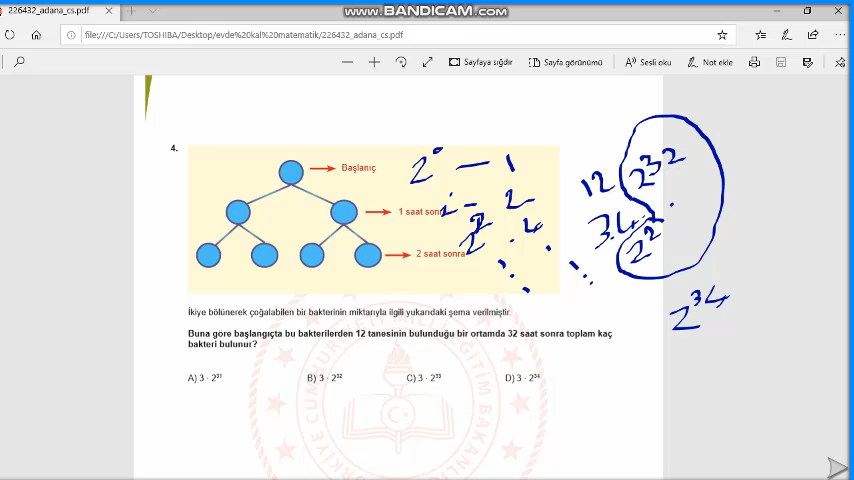 226432_adana_cs.pdf
www.BANDICAM.com
file:///C:/Users/TOSHIBA/Desktop/evde%20kal%20matematik/226432_adana_cs.pdf
Sayfaya sığdır
Sayfa görünümü
Sesli oku
Not ekle
4.
Başlanıç
1 saat sonr
2 saat sonra
2⁰ — 1
- 2
2² 4
12 2³²
3.4
2²
2³⁴
İkiye bölünerek çoğalabilen bir bakterinin miktarıyla ilgili yukarıdaki şema verilmiştir.
Buna göre başlangıçta bu bakterilerden 12 tanesinin bulunduğu bir ortamda 32 saat sonra toplam kaç
bakteri bulunur?
A) 3 · 2³¹ B) 3 · 2³² C) 3 · 2³³ D) 3 · 2³⁴